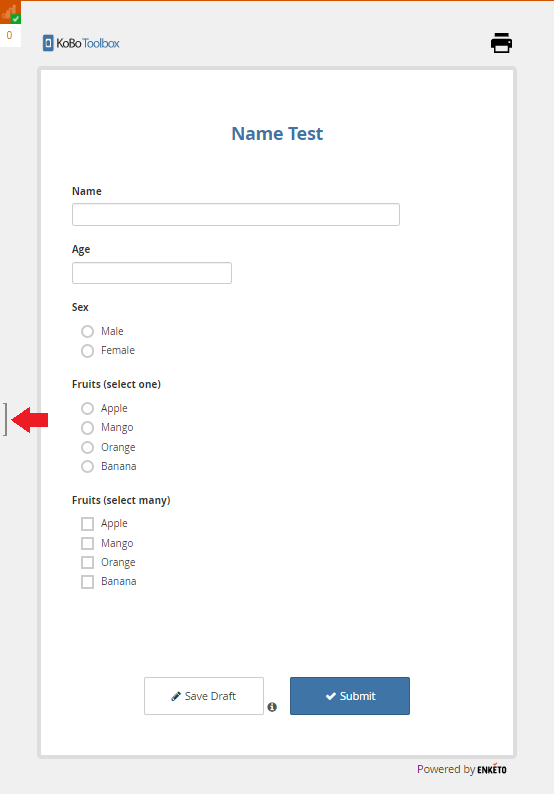 0
KoBoToolbox
Name Test
Name
Age
Sex
Male
Female
Fruits (select one)
Apple
Mango
Orange
Banana
Fruits (select many)
Apple
Mango
Orange
Banana
Save Draft
Submit
Powered by ENKETO